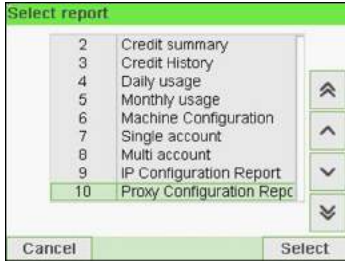 Select report
2 Credit summary
3 Credit History
4 Daily usage
5 Monthly usage
6 Machine Configuration
7 Single account
8 Multi account
9 IP Configuration Report
10 Proxy Configuration Repc
Cancel Select